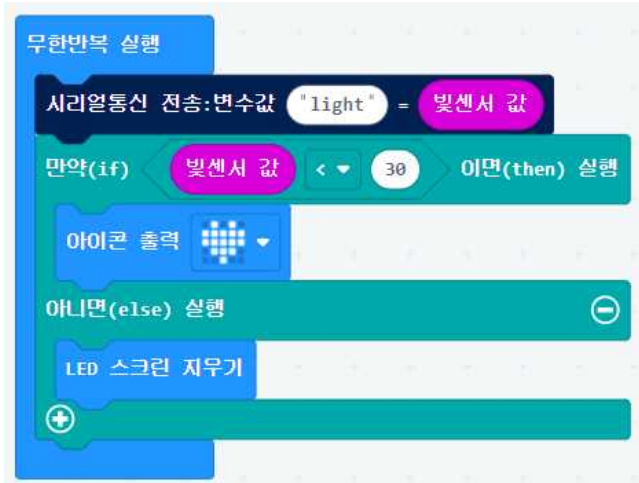 무한반복 실행
시리얼통신 전송:변수값 "light" = 빛센서 값
만약(if) 빛센서 값 < 30 이면(then) 실행
아이콘 출력
아니면(else) 실행
LED 스크린 지우기